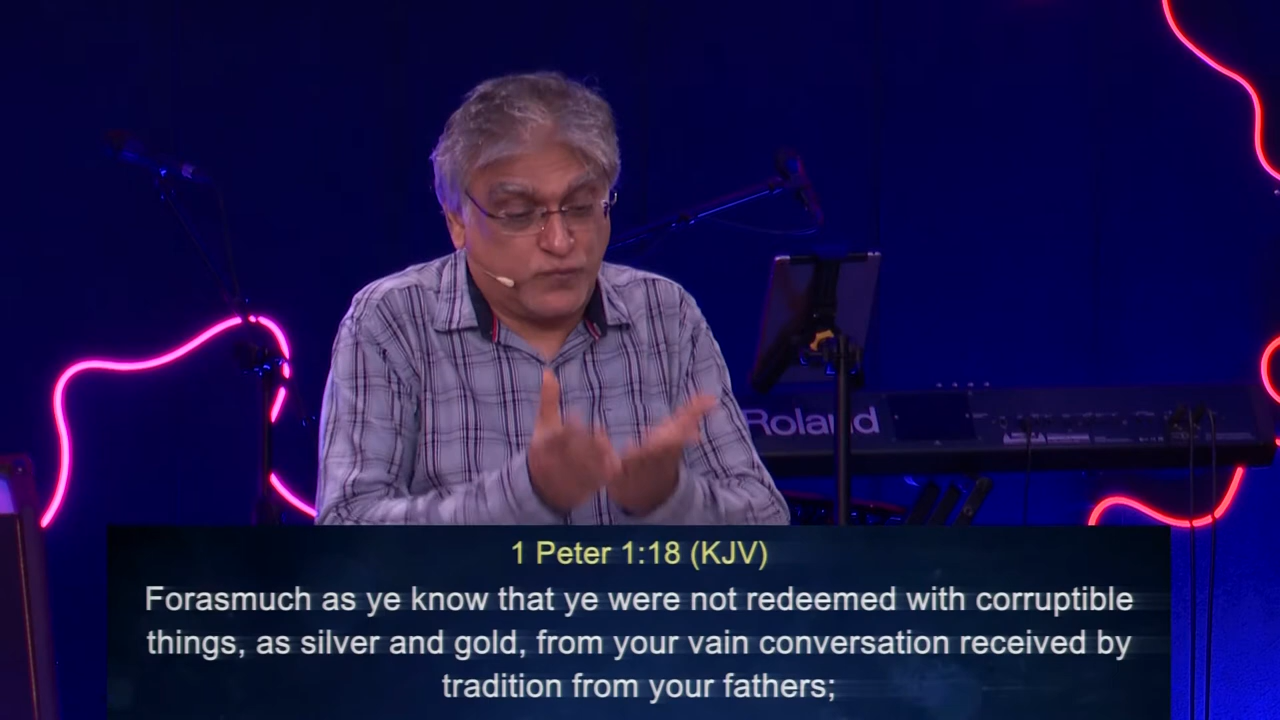 Roland
1 Peter 1:18 (KJV)
Forasmuch as ye know that ye were not redeemed with corruptible
things, as silver and gold, from your vain conversation received by
tradition from your fathers;